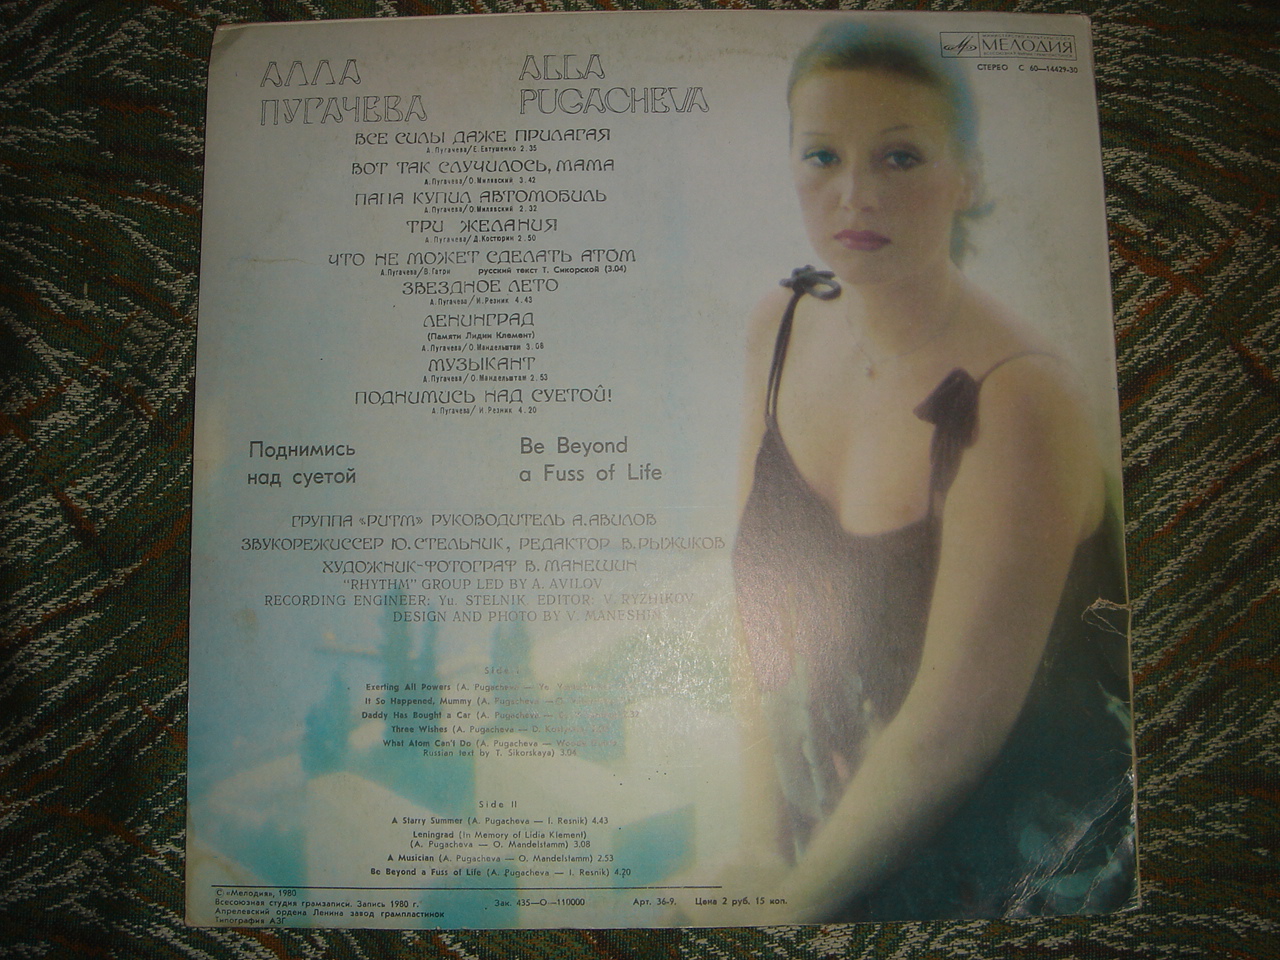 АЛЛА
ПУГАЧЕВА
ALLA
PUGACHEVA
МЕЛОДИЯ
СТЕРЕО С 60—14429-30
ВСЕ СИЛЫ ДАЖЕ ПРИЛАГАЯ
А. Пугачева/Е. Евтушенко 2.35
ВОТ ТАК СЛУЧИЛОСЬ, МАМА
А. Пугачева/О. Милявский 3.42
ПАПА КУПИЛ АВТОМОБИЛЬ
А. Пугачева/О. Милявский 2.32
ТРИ ЖЕЛАНИЯ
А. Пугачева/Д. Костюрин 2.50
ЧТО НЕ МОЖЕТ СДЕЛАТЬ АТОМ
А. Пугачева/В. Гатри русский текст Т. Сикорской (3.04)
ЗВЕЗДНОЕ ЛЕТО
А. Пугачева/И. Резник 4.43
ЛЕНИНГРАД
(Памяти Лидии Клемент)
А. Пугачева/О. Мандельштам 3.08
МУЗЫКАНТ
А. Пугачева/О. Мандельштам 2.53
ПОДНИМИСЬ НАД СУЕТОЙ!
А. Пугачева/И. Резник 4.20
Поднимись
над суетой
Be Beyond
a Fuss of Life
ГРУППА «РИТМ» РУКОВОДИТЕЛЬ А.АВИЛОВ
ЗВУКОРЕЖИССЕР Ю.СТЕЛЬНИК, РЕДАКТОР В.РЫЖИКОВ
ХУДОЖНИК-ФОТОГРАФ В.МАНЕШИН
"RHYTHM" GROUP LED BY A. AVILOV
RECORDING ENGINEER: Yu. STELNIK EDITOR: V. RYZHIKOV
DESIGN AND PHOTO BY V. MANESHIN
Side I
Exerting All Powers (A. Pugacheva — Ye.
It So Happened, Mummy (A. Pugacheva — O.
Daddy Has Bought a Car (A. Pugacheva —
Three Wishes (A. Pugacheva — D.
What Atom Can't Do (A. Pugacheva —
Russian text by T. Sikorskaya) 3.04
Side II
A Starry Summer (A. Pugacheva — I. Resnik) 4.43
Leningrad (In Memory of Lidia Klement)
(A. Pugacheva — O. Mandelstamm) 3.08
A Musician (A. Pugacheva — O. Mandelstamm) 2.53
Be Beyond a Fuss of Life (A. Pugacheva — I. Resnik) 4.20
С «Мелодия», 1980
Всесоюзная студия грамзаписи. Запись 1980 г. Зак. 435—О—110000 Арт. 36-9. Цена 2 руб. 15 коп.
Апрелевский ордена Ленина завод грампластинок
Типография АЗГ